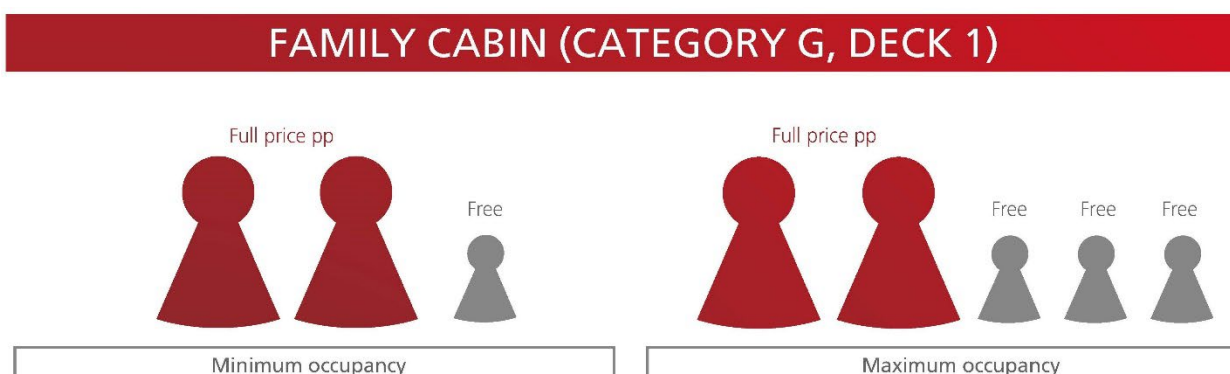 FAMILY CABIN (CATEGORY G, DECK 1)
Full price pp
Free
Full price pp
Free
Free
Free
Minimum occupancy
Maximum occupancy